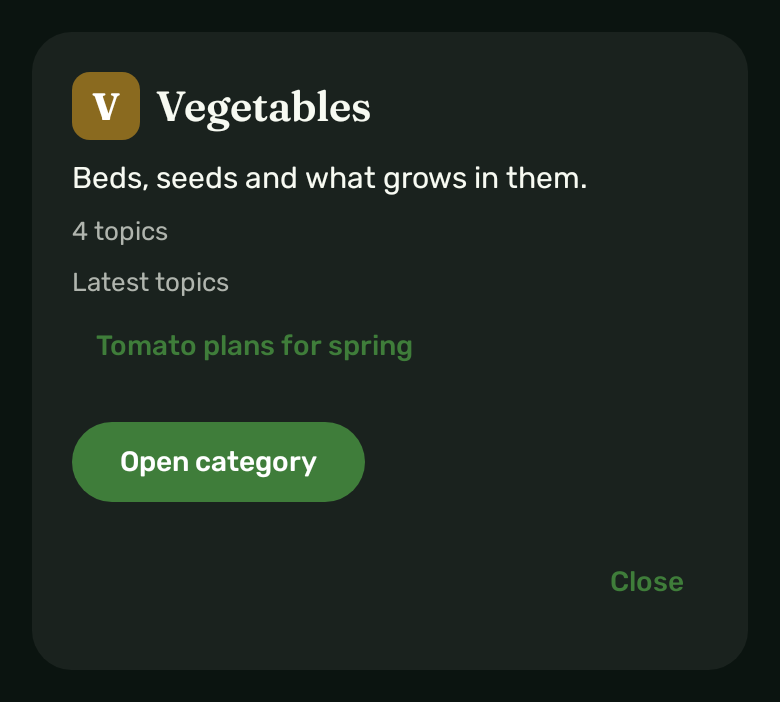 V Vegetables
Beds, seeds and what grows in them.
4 topics
Latest topics
Tomato plans for spring
Open category
Close